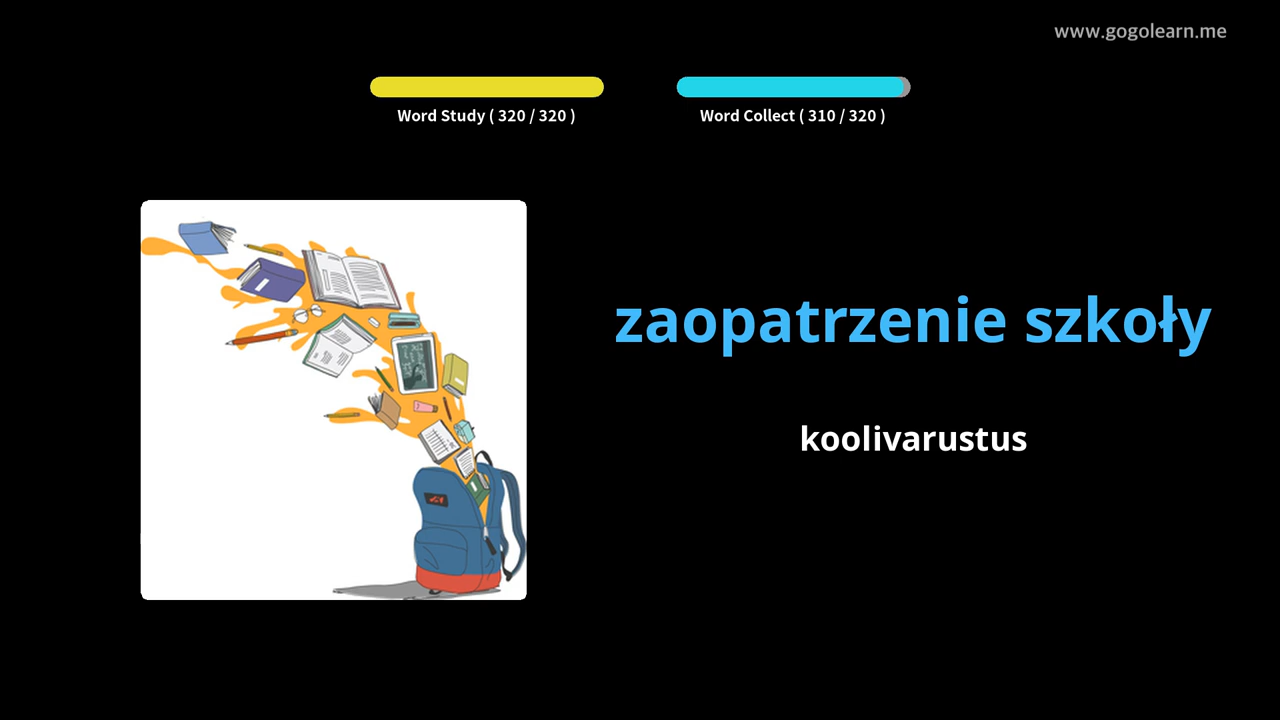 www.gogolearn.me
Word Study ( 320 / 320 )
Word Collect ( 310 / 320 )
zaopatrzenie szkoły
koolivarustus